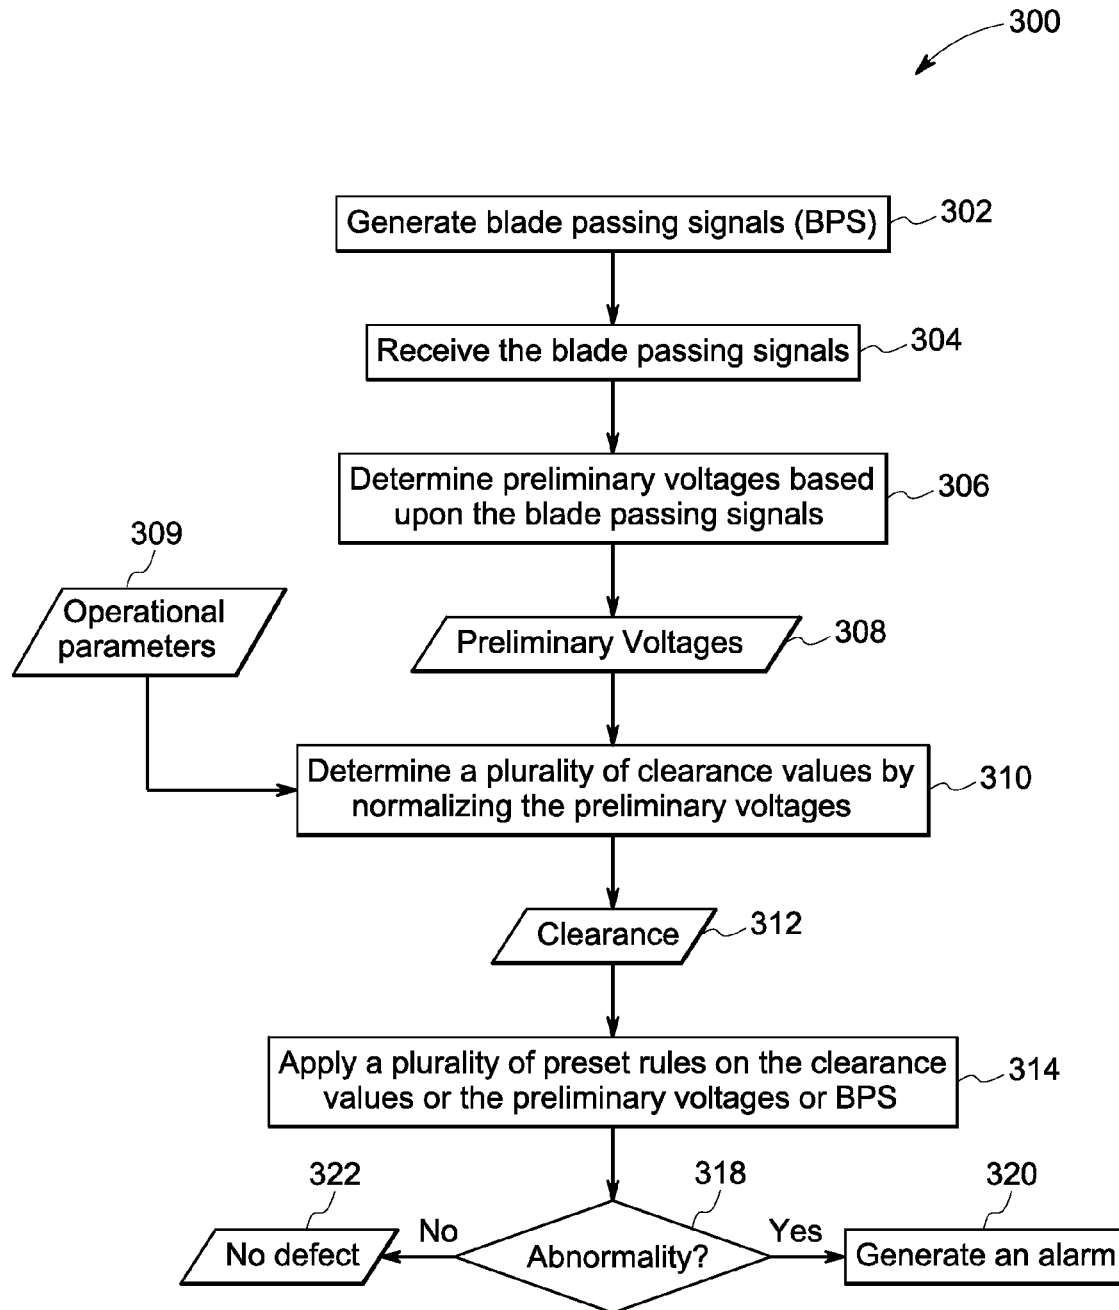 300
Generate blade passing signals (BPS)
302
Receive the blade passing signals
304
Determine preliminary voltages based
upon the blade passing signals
306
309
Operational
parameters
Preliminary Voltages
308
Determine a plurality of clearance values by
normalizing the preliminary voltages
310
Clearance
312
Apply a plurality of preset rules on the clearance
values or the preliminary voltages or BPS
314
322
318
320
No defect
No
Abnormality?
Yes
Generate an alarm